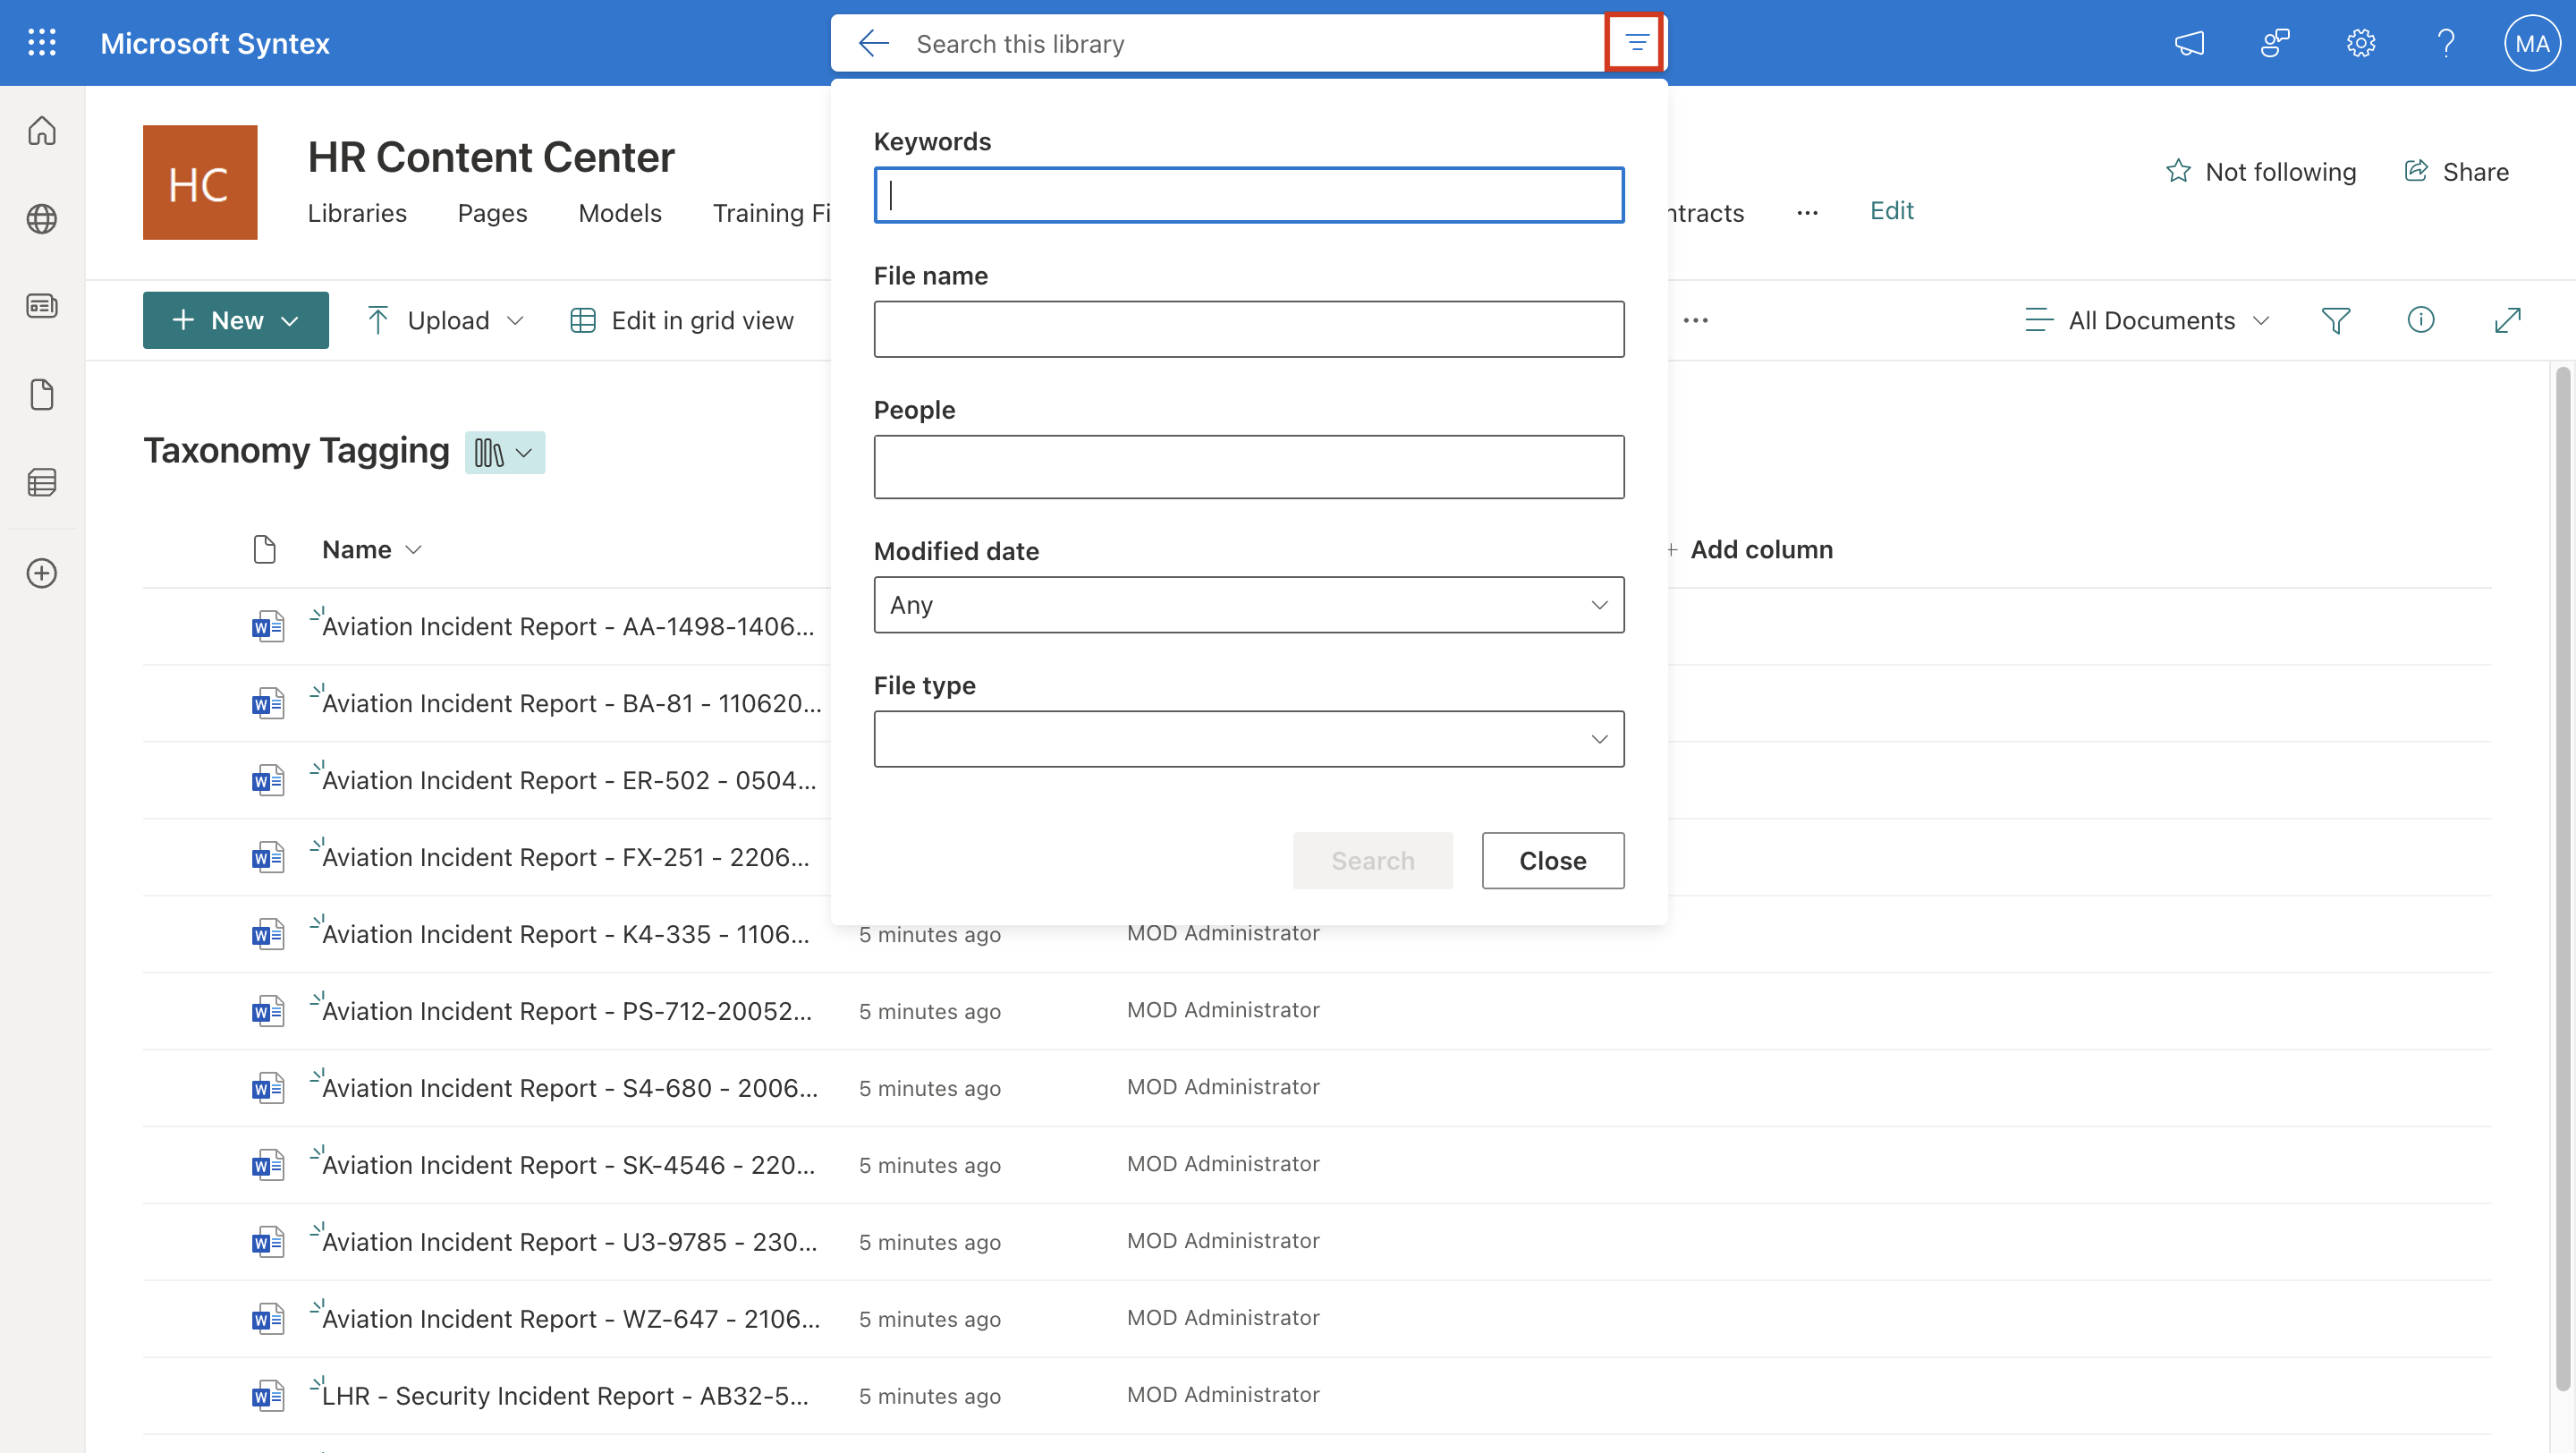 Microsoft Syntex
Search this library
MA
HC
HR Content Center
Libraries Pages Models Training Fi ntracts ... Edit
Not following Share
New Upload Edit in grid view ... All Documents
Keywords
File name
People
Modified date
Any
File type
Search Close
Taxonomy Tagging
Name + Add column
Aviation Incident Report - AA-1498-1406...
Aviation Incident Report - BA-81 - 110620...
Aviation Incident Report - ER-502 - 0504...
Aviation Incident Report - FX-251 - 2206...
Aviation Incident Report - K4-335 - 1106... 5 minutes ago MOD Administrator
Aviation Incident Report - PS-712-20052... 5 minutes ago MOD Administrator
Aviation Incident Report - S4-680 - 2006... 5 minutes ago MOD Administrator
Aviation Incident Report - SK-4546 - 220... 5 minutes ago MOD Administrator
Aviation Incident Report - U3-9785 - 230... 5 minutes ago MOD Administrator
Aviation Incident Report - WZ-647 - 2106... 5 minutes ago MOD Administrator
LHR - Security Incident Report - AB32-5... 5 minutes ago MOD Administrator